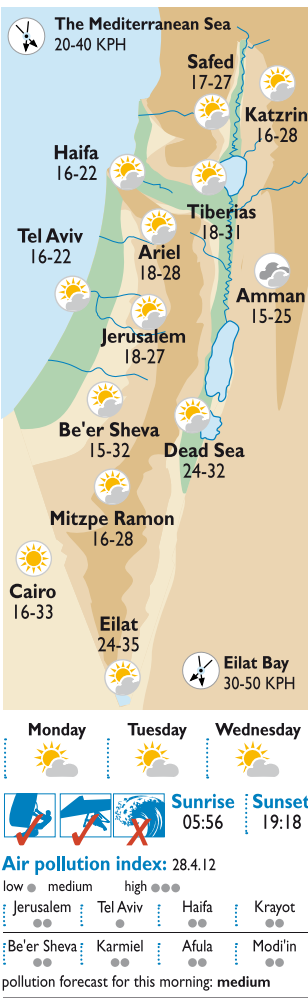 The Mediterranean Sea
20-40 KPH
Safed
17-27
Katzrin
16-28
Haifa
16-22
Tiberias
18-31
Tel Aviv
16-22
Ariel
18-28
Amman
15-25
Jerusalem
18-27
Be'er Sheva
15-32
Dead Sea
24-32
Mitzpe Ramon
16-28
Cairo
16-33
Eilat
24-35
Eilat Bay
30-50 KPH
Monday Tuesday Wednesday
Sunrise Sunset
05:56 19:18
Air pollution index: 28.4.12
low medium high
Jerusalem Tel Aviv Haifa Krayot
Be'er Sheva Karmiel Afula Modi'in
pollution forecast for this morning: medium